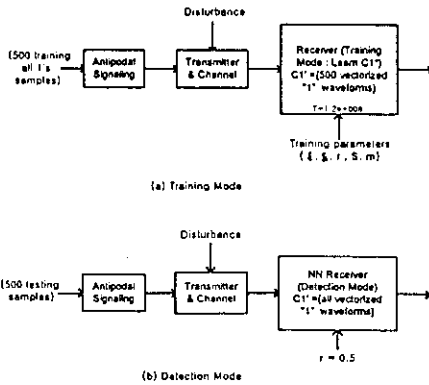 Disturbance
(500 training
all 1's
samples)
Antipodal
Signaling
Transmitter
& Channel
Receiver (Training
Mode : Learn C1')
C1' =(500 vectorized
"1" waveforms)
Training parameters
(a) Training Mode
Disturbance
(500 testing
samples)
Antipodal
Signaling
Transmitter
& Channel
NN Receiver
(Detection Mode)
C1' =(all vectorized
"1" waveforms)
r = 0.5
(b) Detection Mode